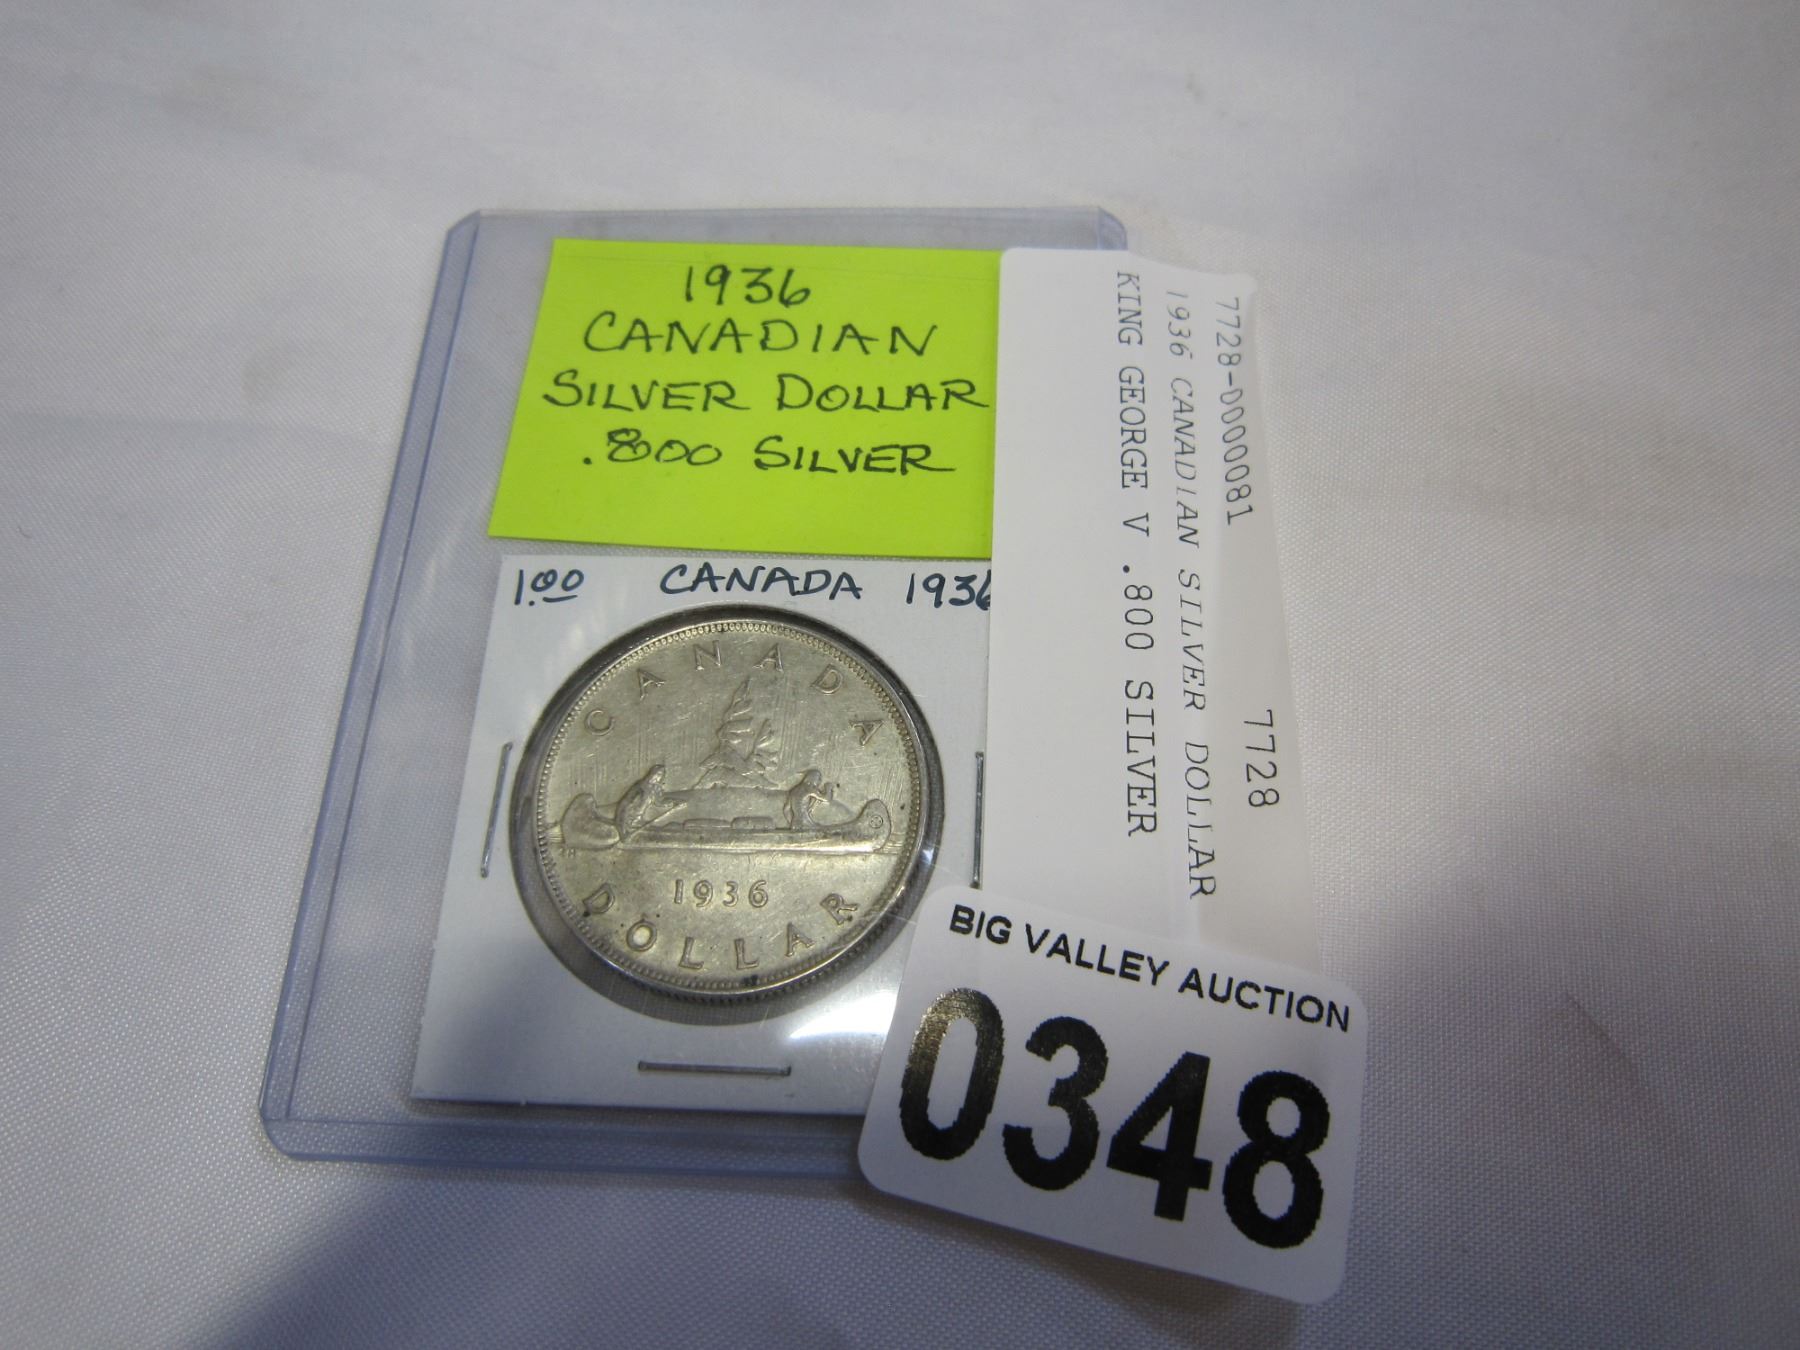 1936
CANADIAN
SILVER DOLLAR
.800 SILVER
1.00 CANADA 1936
CANADA
1936
DOLLAR
7728-0000081 7728
1936 CANADIAN SILVER DOLLAR
KING GEORGE V .800 SILVER
BIG VALLEY AUCTION
0348